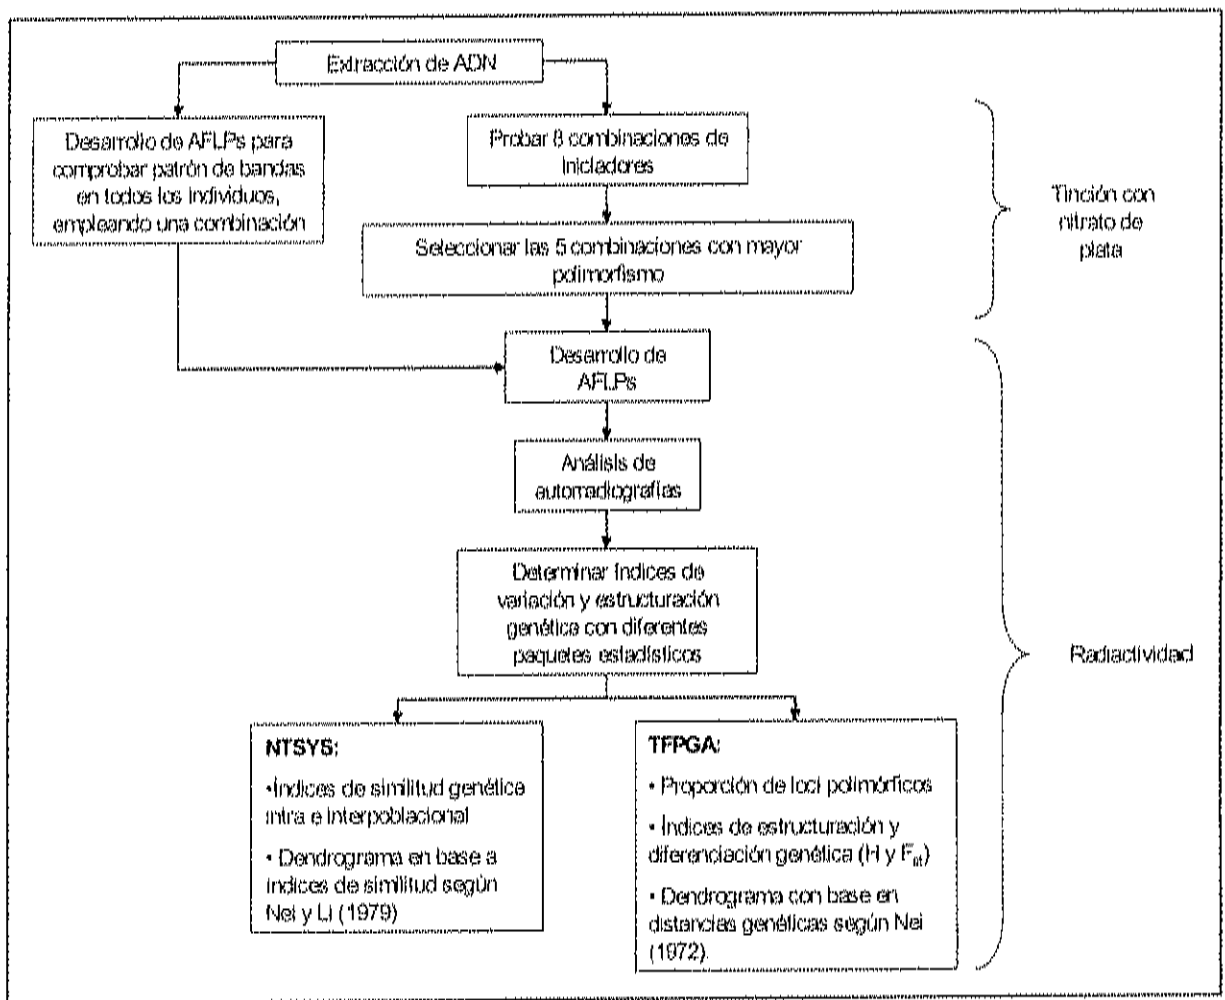 Extracción de ADN
Desarrollo de AFLPs para
comprobar patrón de bandas
en todos los individuos,
empleando una combinación
Probar 8 combinaciones de
iniciadores
Seleccionar las 5 combinaciones con mayor
polimorfismo
Tinción con
nitrato de
plata
Desarrollo de
AFLPs
Análisis de
autorradiografías
Determinar índices de
variación y estructuración
genética con diferentes
paquetes estadísticos
Radiactividad
NTSYS:
•Índices de similitud genética
intra e interpoblacional
• Dendrograma en base a
índices de similitud según
Nei y Li (1979)
TFPGA:
• Proporción de loci polimórficos
• Índices de estructuración y
diferenciación genética (H y Fst)
• Dendrograma con base en
distancias genéticas según Nei
(1972).